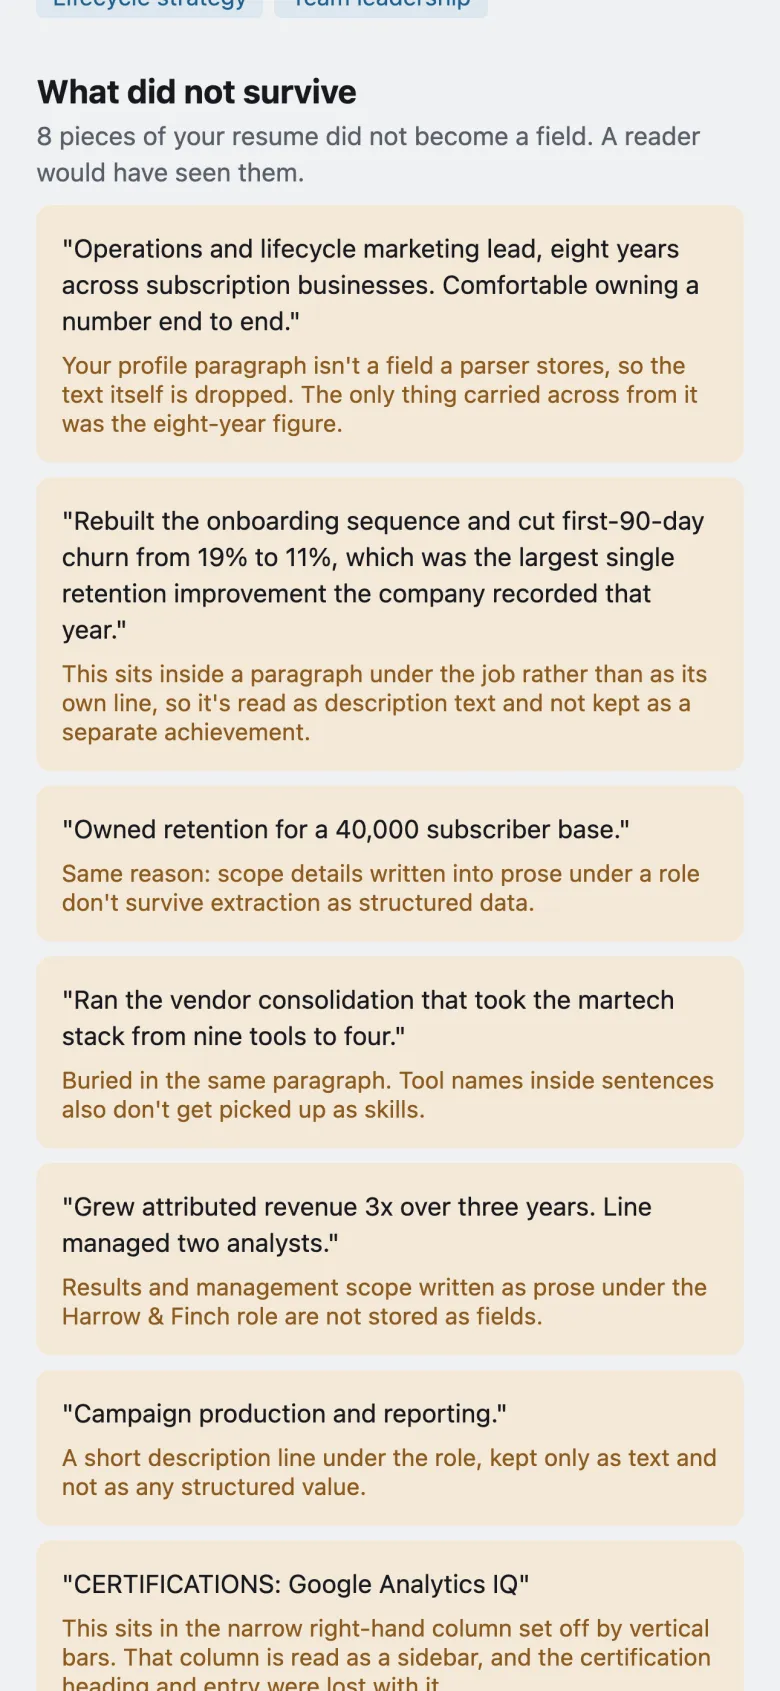 Lifecycle strategy
Team leadership
What did not survive
8 pieces of your resume did not become a field. A reader
would have seen them.
"Operations and lifecycle marketing lead, eight years
across subscription businesses. Comfortable owning a
number end to end."
Your profile paragraph isn't a field a parser stores, so the
text itself is dropped. The only thing carried across from it
was the eight-year figure.
"Rebuilt the onboarding sequence and cut first-90-day
churn from 19% to 11%, which was the largest single
retention improvement the company recorded that
year."
This sits inside a paragraph under the job rather than as its
own line, so it's read as description text and not kept as a
separate achievement.
"Owned retention for a 40,000 subscriber base."
Same reason: scope details written into prose under a role
don't survive extraction as structured data.
"Ran the vendor consolidation that took the martech
stack from nine tools to four."
Buried in the same paragraph. Tool names inside sentences
also don't get picked up as skills.
"Grew attributed revenue 3x over three years. Line
managed two analysts."
Results and management scope written as prose under the
Harrow & Finch role are not stored as fields.
"Campaign production and reporting."
A short description line under the role, kept only as text and
not as any structured value.
"CERTIFICATIONS: Google Analytics IQ"
This sits in the narrow right-hand column set off by vertical
bars. That column is read as a sidebar, and the certification
heading and entry were lost with it.